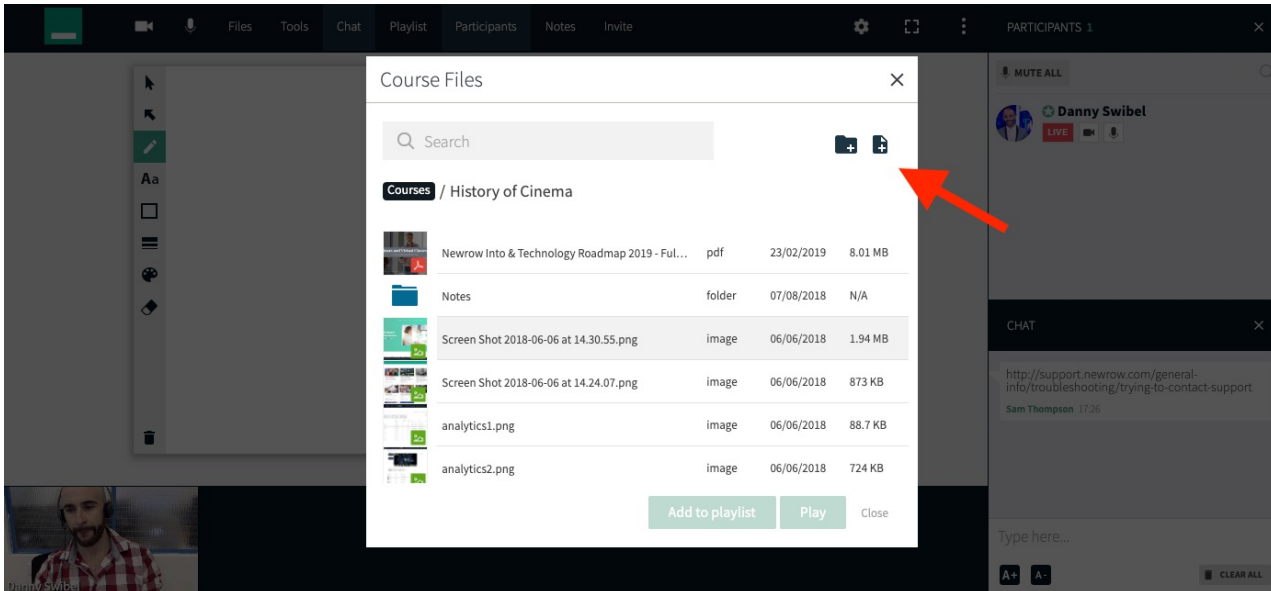 Files Tools Chat Playlist Participants Notes Invite
PARTICIPANTS 1
MUTE ALL
Danny Swibel
LIVE
Course Files
Search
Courses / History of Cinema
Newrow Into & Technology Roadmap 2019 - Ful... pdf 23/02/2019 8.01 MB
Notes folder 07/08/2018 N/A
Screen Shot 2018-06-06 at 14.30.55.png image 06/06/2018 1.94 MB
Screen Shot 2018-06-06 at 14.24.07.png image 06/06/2018 873 KB
analytics1.png image 06/06/2018 88.7 KB
analytics2.png image 06/06/2018 724 KB
Add to playlist Play Close
Aa
CHAT
http://support.newrow.com/general-
info/troubleshooting/trying-to-contact-support
Sam Thompson 17:26
Type here...
A+ A-
CLEAR ALL
Danny Swibel